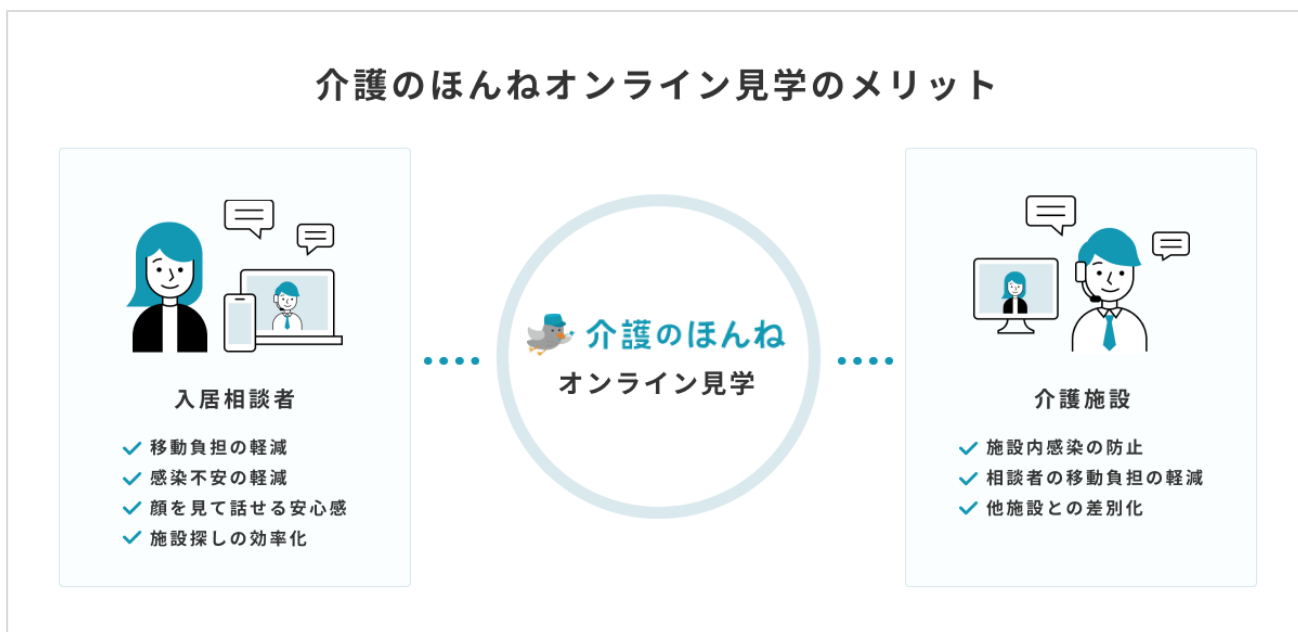 介護のほんねオンライン見学のメリット
入居相談者
移動負担の軽減
感染不安の軽減
顔を見て話せる安心感
施設探しの効率化
介護のほんね
オンライン見学
介護施設
施設内感染の防止
相談者の移動負担の軽減
他施設との差別化